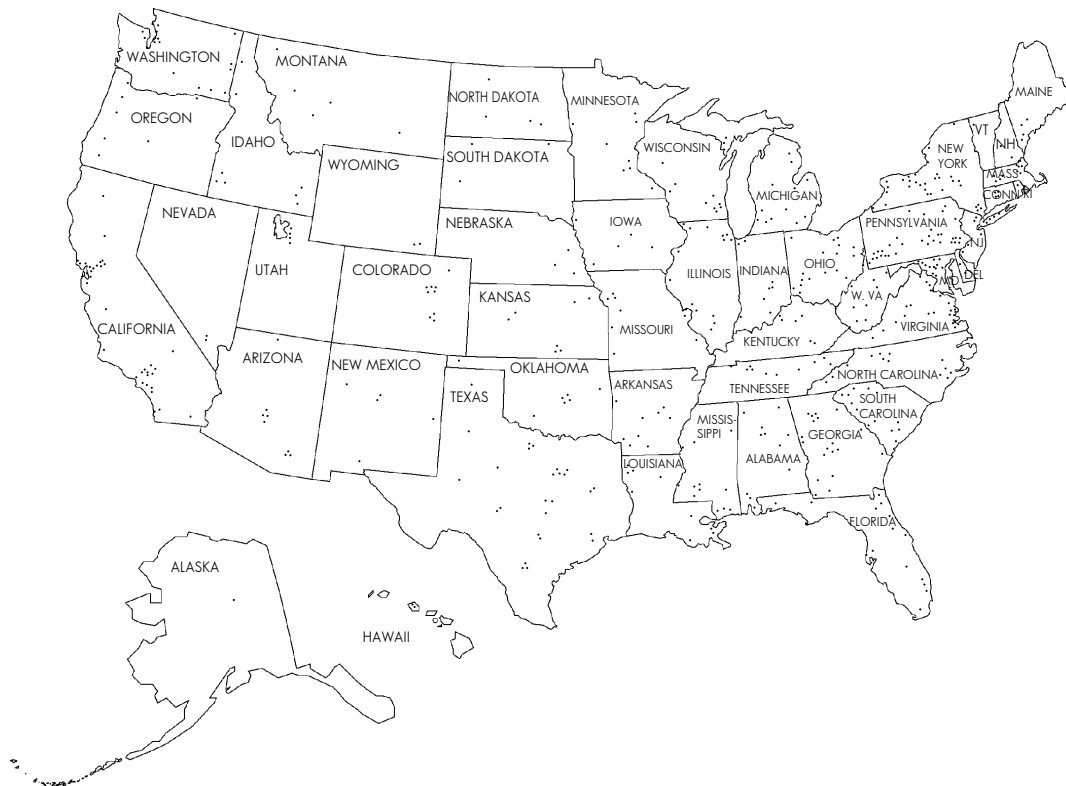 WASHINGTON
MONTANA
OREGON
IDAHO
WYOMING
NORTH DAKOTA
SOUTH DAKOTA
MINNESOTA
WISCONSIN
MICHIGAN
NEW
YORK
VT
NH
MAINE
MASS
CONN
RI
NEVADA
UTAH
COLORADO
NEBRASKA
KANSAS
IOWA
ILLINOIS
INDIANA
OHIO
PENNSYLVANIA
NJ
MD
DEL
W. VA
VIRGINIA
CALIFORNIA
ARIZONA
NEW MEXICO
TEXAS
OKLAHOMA
MISSOURI
KENTUCKY
ARKANSAS
TENNESSEE
NORTH CAROLINA
SOUTH
CAROLINA
MISSIS-
SIPPI
ALABAMA
GEORGIA
LOUISIANA
FLORIDA
ALASKA
HAWAII